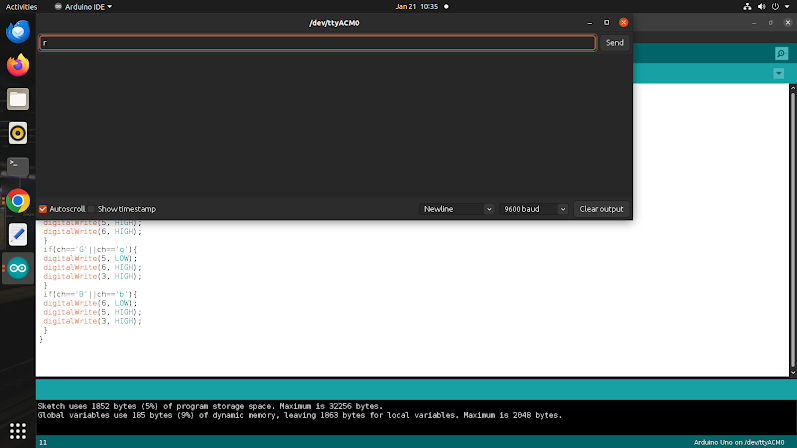 Activities
Arduino IDE
Jan 21 10:35
/dev/ttyACM0
r
Send
Autoscroll
Show timestamp
Newline
9600 baud
Clear output
digitalWrite(5, HIGH);
digitalWrite(6, HIGH);
}
if(ch=='G'||ch=='g'){
digitalWrite(5, LOW);
digitalWrite(6, HIGH);
digitalWrite(3, HIGH);
}
if(ch=='B'||ch=='b'){
digitalWrite(6, LOW);
digitalWrite(5, HIGH);
digitalWrite(3, HIGH);
}
}
Sketch uses 1852 bytes (5%) of program storage space. Maximum is 32256 bytes.
Global variables use 185 bytes (9%) of dynamic memory, leaving 1863 bytes for local variables. Maximum is 2048 bytes.
11
Arduino Uno on /dev/ttyACM0